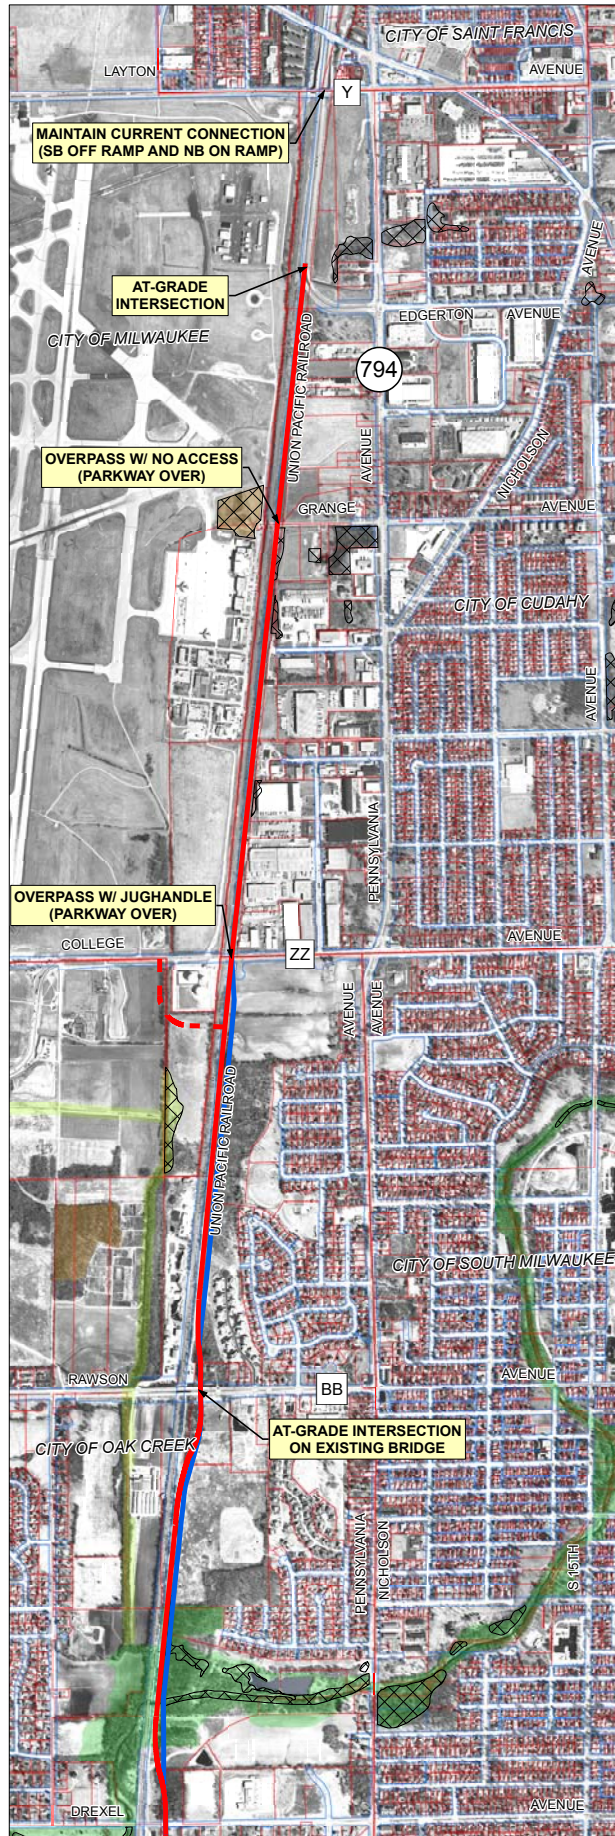 CITY OF SAINT FRANCIS
LAYTON
AVENUE
Y
MAINTAIN CURRENT CONNECTION
(SB OFF RAMP AND NB ON RAMP)
AVENUE
AT-GRADE
INTERSECTION
EDGERTON
AVENUE
CITY OF MILWAUKEE
UNION PACIFIC RAILROAD
794
OVERPASS W/ NO ACCESS
(PARKWAY OVER)
AVENUE
NICHOLSON
GRANGE
AVENUE
CITY OF CUDAHY
AVENUE
PENNSYLVANIA
OVERPASS W/ JUGHANDLE
(PARKWAY OVER)
COLLEGE
ZZ
AVENUE
AVENUE
AVENUE
UNION PACIFIC RAILROAD
CITY OF SOUTH MILWAUKEE
RAWSON
BB
AVENUE
AT-GRADE INTERSECTION
ON EXISTING BRIDGE
CITY OF OAK CREEK
PENNSYLVANIA
NICHOLSON
S 15TH
DREXEL
AVENUE